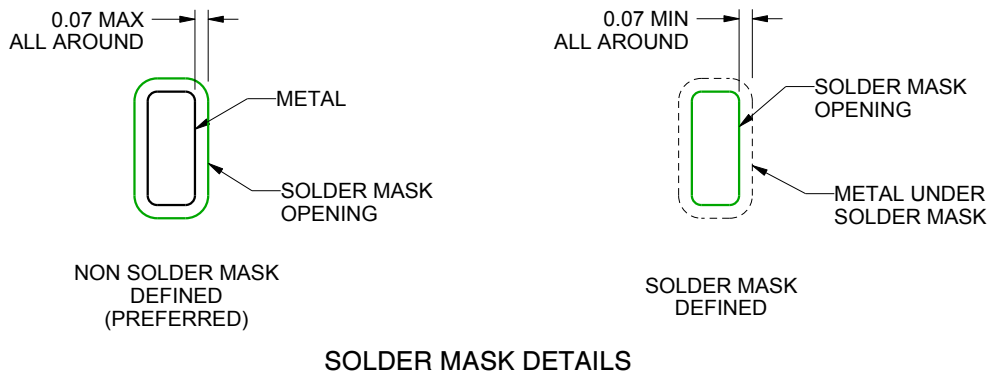 0.07 MAX
ALL AROUND
METAL
SOLDER MASK
OPENING
NON SOLDER MASK
DEFINED
(PREFERRED)
0.07 MIN
ALL AROUND
SOLDER MASK
OPENING
METAL UNDER
SOLDER MASK
SOLDER MASK
DEFINED
SOLDER MASK DETAILS